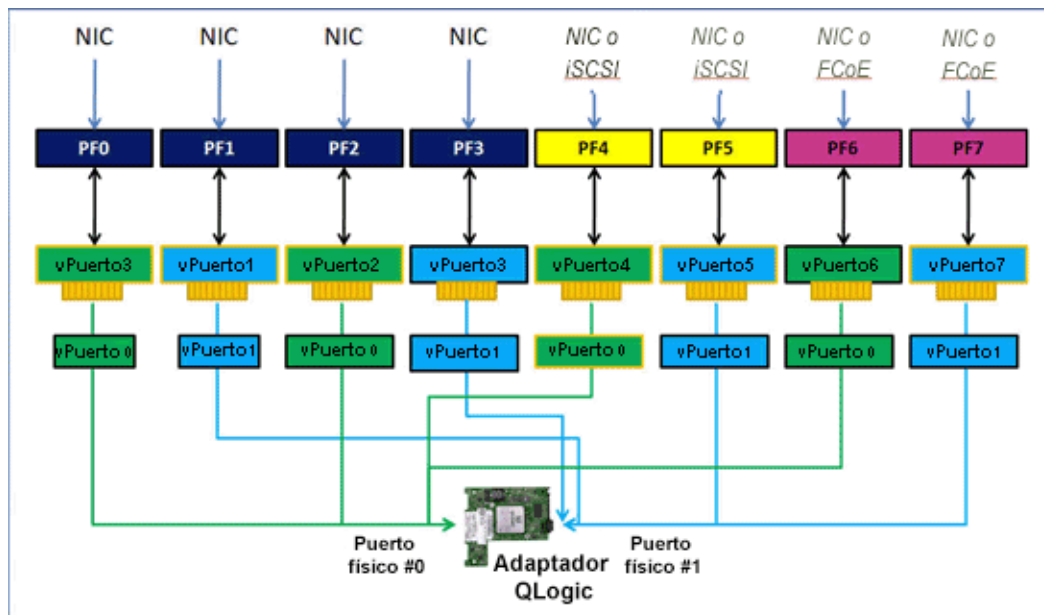 NIC NIC NIC NIC NIC o NIC o NIC o NIC o
iSCSI iSCSI FCoE FCoE
PF0 PF1 PF2 PF3 PF4 PF5 PF6 PF7
vPuerto3 vPuerto1 vPuerto2 vPuerto3 vPuerto4 vPuerto5 vPuerto6 vPuerto7
vPuerto 0 vPuerto1 vPuerto 0 vPuerto1 vPuerto 0 vPuerto1 vPuerto 0 vPuerto1
Puerto
físico #0
Adaptador
QLogic
Puerto
físico #1